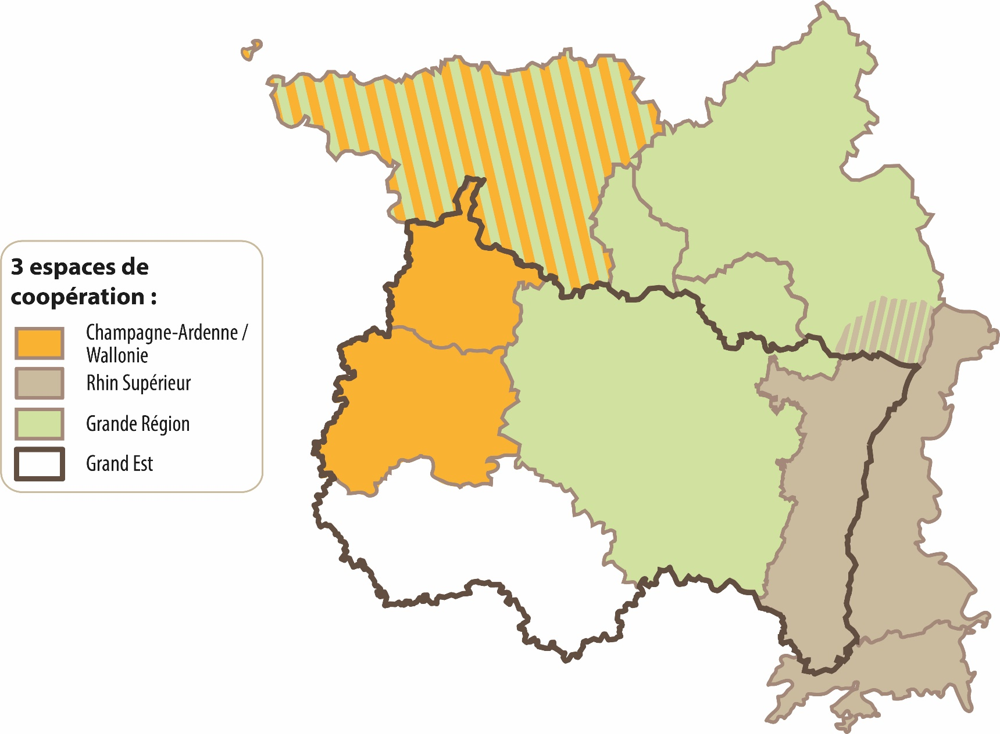 3 espaces de
coopération :
Champagne-Ardenne /
Wallonie
Rhin Supérieur
Grande Région
Grand Est